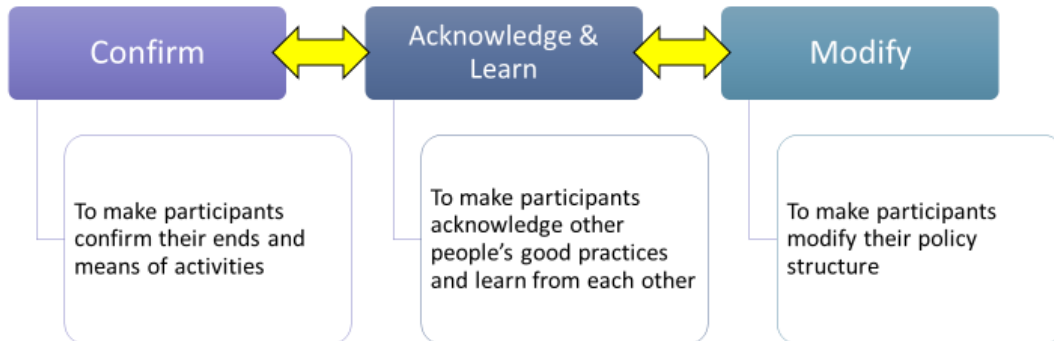 Confirm
Acknowledge &
Learn
Modify
To make participants
confirm their ends and
means of activities
To make participants
acknowledge other
people’s good practices
and learn from each other
To make participants
modify their policy
structure